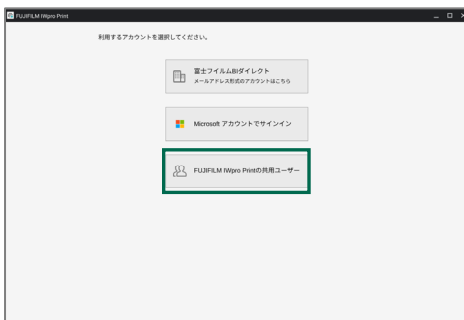 FUJIFILM IWpro Print
利用するアカウントを選択してください。
富士フイルムBIダイレクト
メールアドレス形式のアカウントはこちら
Microsoft アカウントでサインイン
FUJIFILM IWpro Printの共用ユーザー